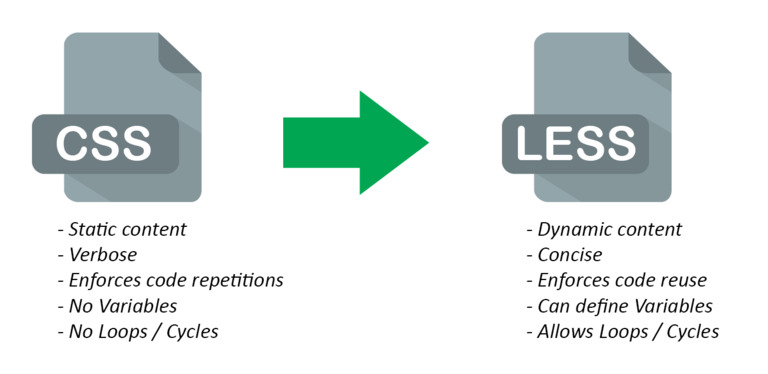 CSS
- Static content
- Verbose
- Enforces code repetitions
- No Variables
- No Loops / Cycles
LESS
- Dynamic content
- Concise
- Enforces code reuse
- Can define Variables
- Allows Loops / Cycles